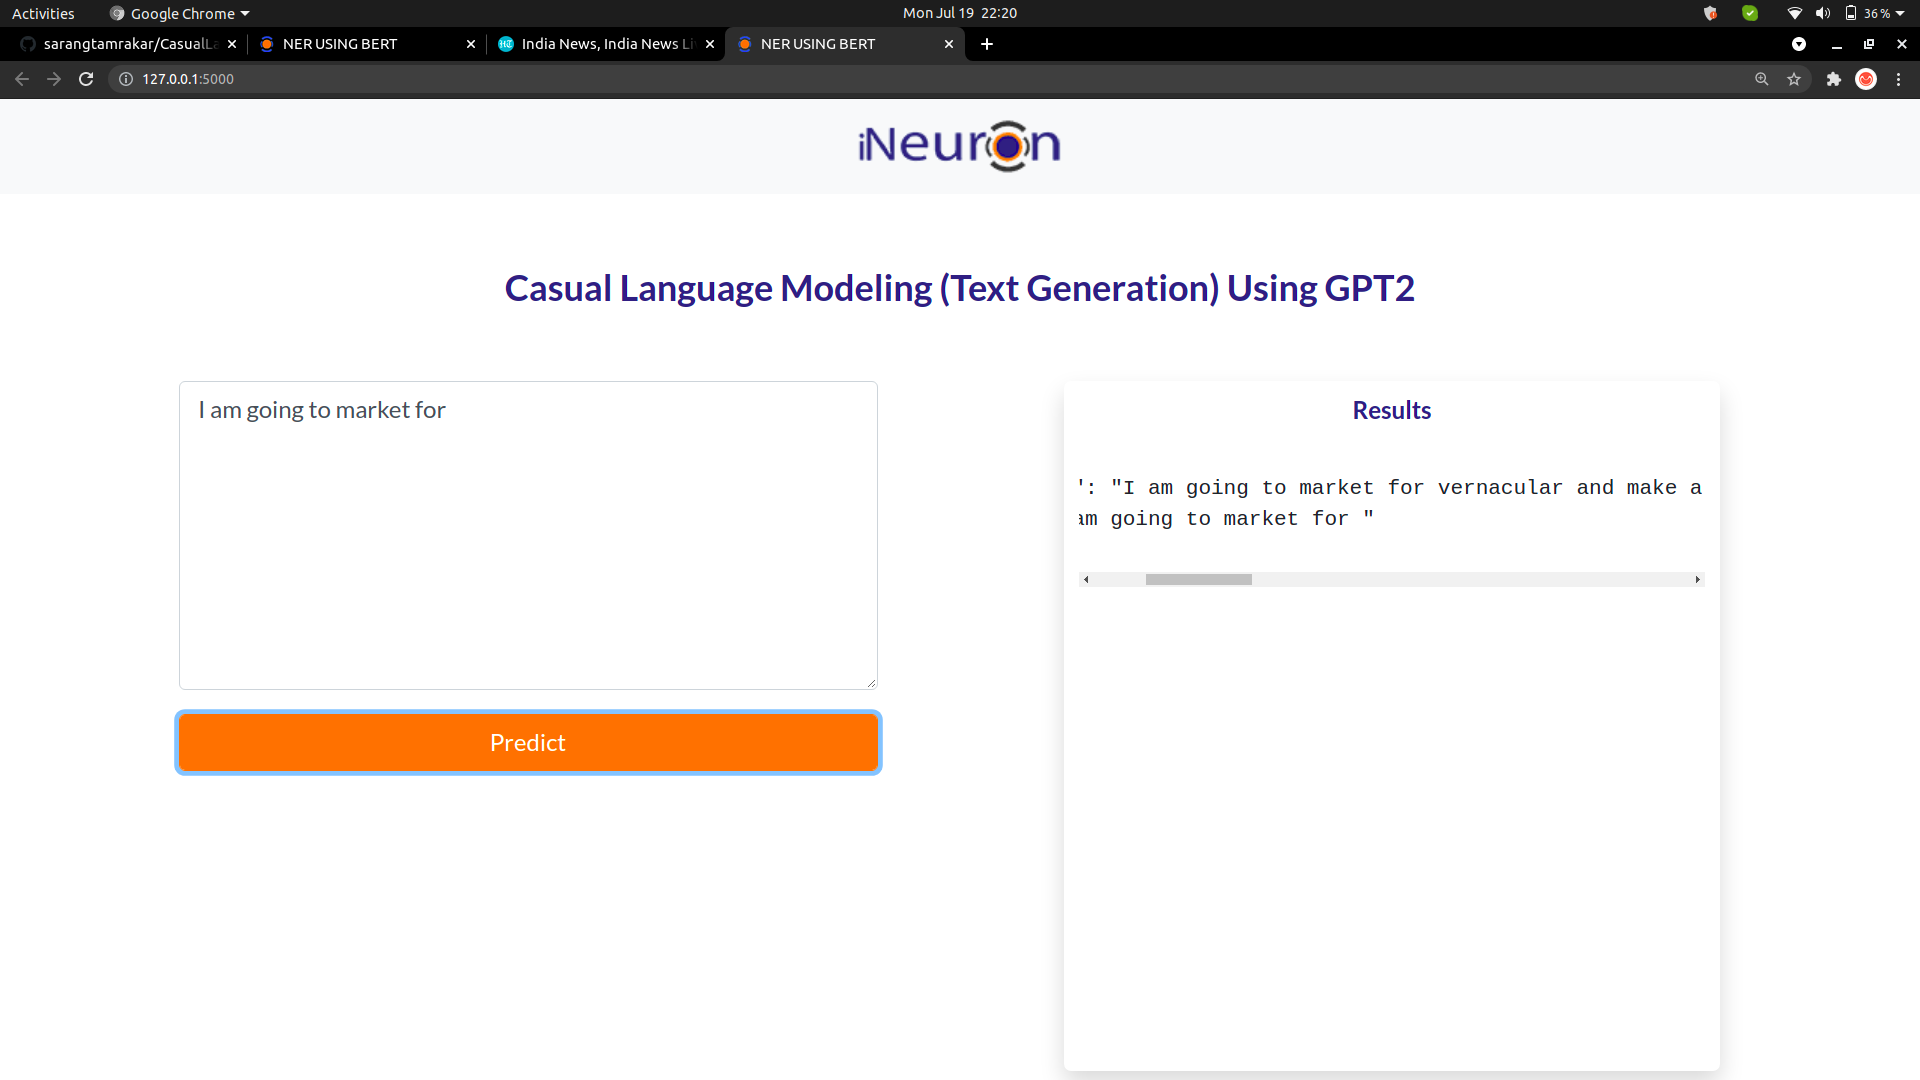 Activities
Google Chrome
Mon Jul 19 22:20
36 %
sarangtamrakar/CasualLa
NER USING BERT
India News, India News Li
NER USING BERT
127.0.0.1:5000
iNeuron
Casual Language Modeling (Text Generation) Using GPT2
I am going to market for
Predict
Results
': "I am going to market for vernacular and make a
am going to market for "